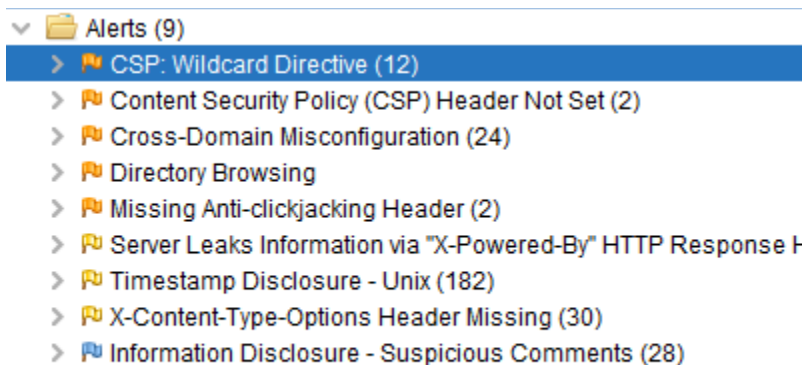 Alerts (9)
CSP: Wildcard Directive (12)
Content Security Policy (CSP) Header Not Set (2)
Cross-Domain Misconfiguration (24)
Directory Browsing
Missing Anti-clickjacking Header (2)
Server Leaks Information via "X-Powered-By" HTTP Response
Timestamp Disclosure - Unix (182)
X-Content-Type-Options Header Missing (30)
Information Disclosure - Suspicious Comments (28)